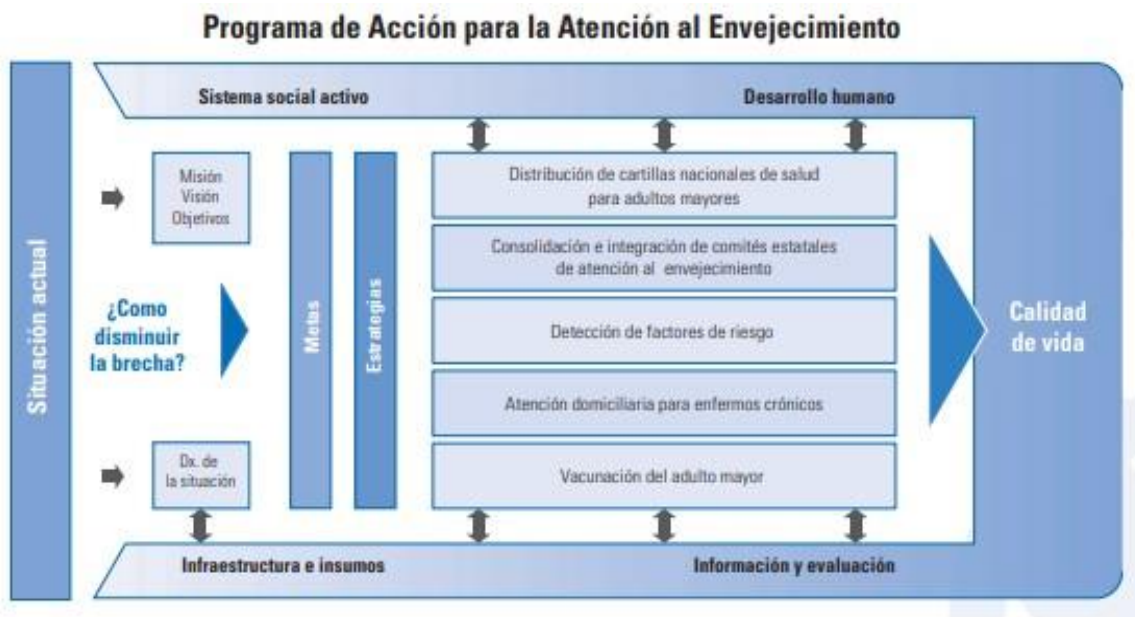 Programa de Acción para la Atención al Envejecimiento
Sistema social activo
Desarrollo humano
Situación actual
Misión
Visión
Objetivos
¿Como
disminuir
la brecha?
Dx. de
la situación
Metas
Estrategias
Distribución de cartillas nacionales de salud
para adultos mayores
Consolidación e integración de comités estatales
de atención al envejecimiento
Detección de factores de riesgo
Atención domiciliaria para enfermos crónicos
Vacunación del adulto mayor
Calidad
de vida
Infraestructura e insumos
Información y evaluación